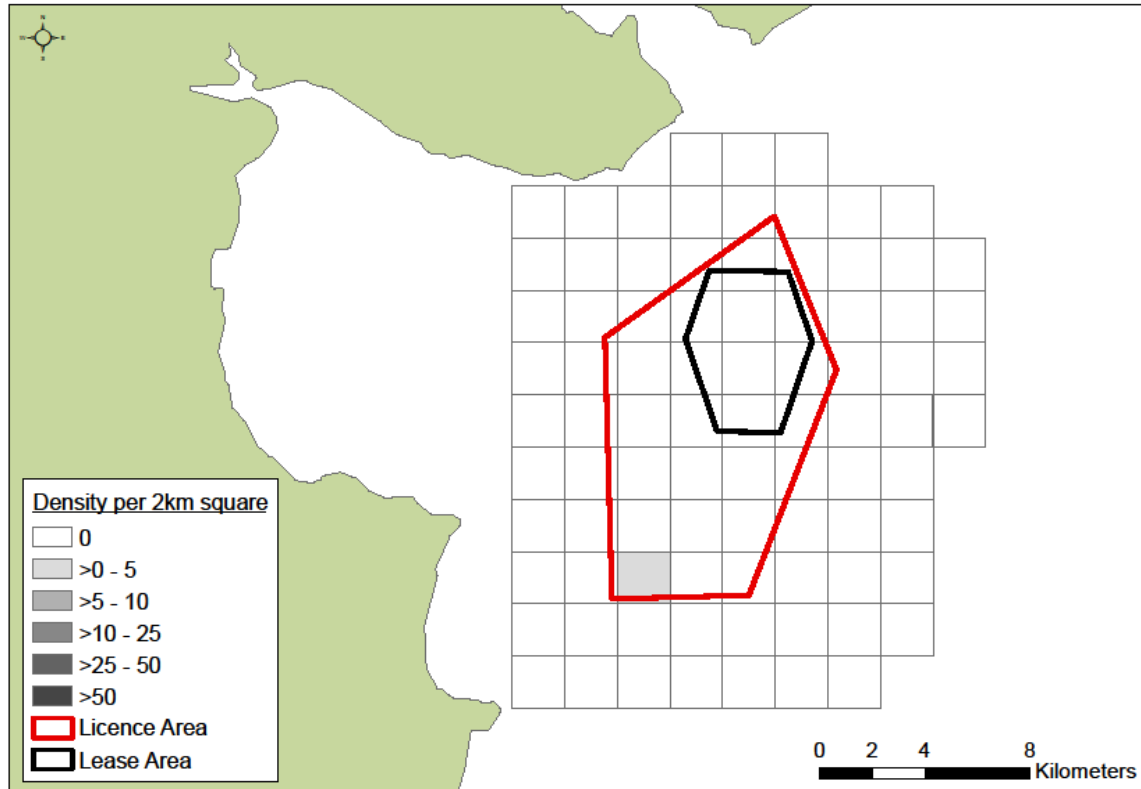 N
W E
S
Density per 2km square
0
>0 - 5
>5 - 10
>10 - 25
>25 - 50
>50
Licence Area
Lease Area
0 2 4 8
Kilometers